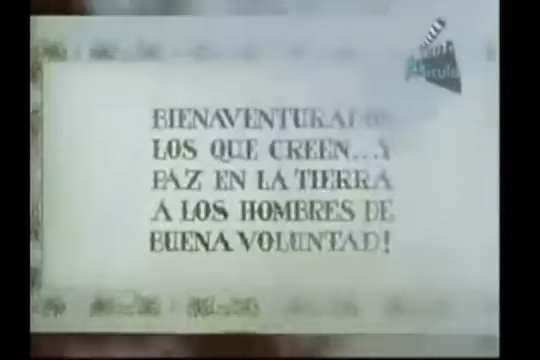 BIENAVENTURADOS
LOS QUE CREEN...Y
PAZ EN LA TIERRA
A LOS HOMBRES DE
BUENA VOLUNTAD!